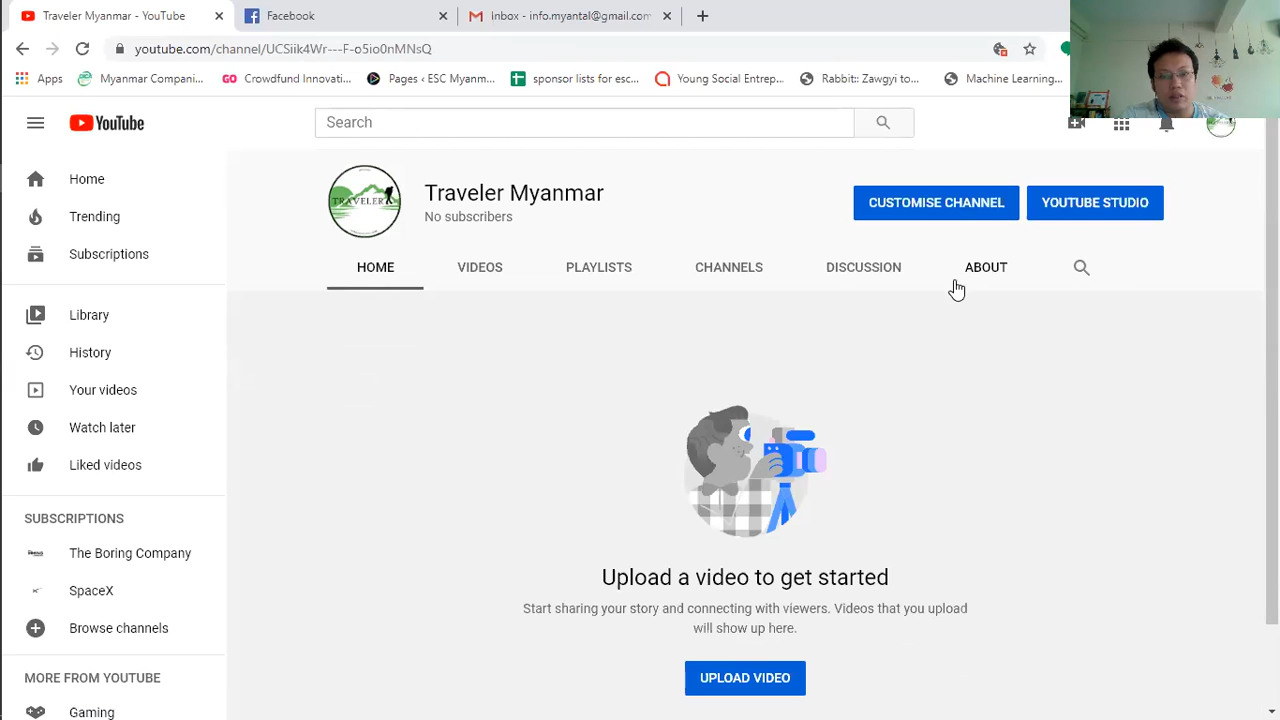 Traveler Myanmar - YouTube
Facebook
Inbox - info.myantal@gmail.com
youtube.com/channel/UCSiik4Wr---F-o5io0nMNsQ
Apps
Myanmar Compani...
GO Crowdfund Innovati...
Pages ‹ ESC Myanm...
sponsor lists for esc...
Young Social Entrep...
Rabbit:: Zawgyi to...
Machine Learning...
YouTube
Search
Home
Trending
Subscriptions
Library
History
Your videos
Watch later
Liked videos
SUBSCRIPTIONS
The Boring Company
SpaceX
Browse channels
MORE FROM YOUTUBE
Gaming
TRAVELER
Traveler Myanmar
No subscribers
CUSTOMISE CHANNEL
YOUTUBE STUDIO
HOME
VIDEOS
PLAYLISTS
CHANNELS
DISCUSSION
ABOUT
Upload a video to get started
Start sharing your story and connecting with viewers. Videos that you upload
will show up here.
UPLOAD VIDEO